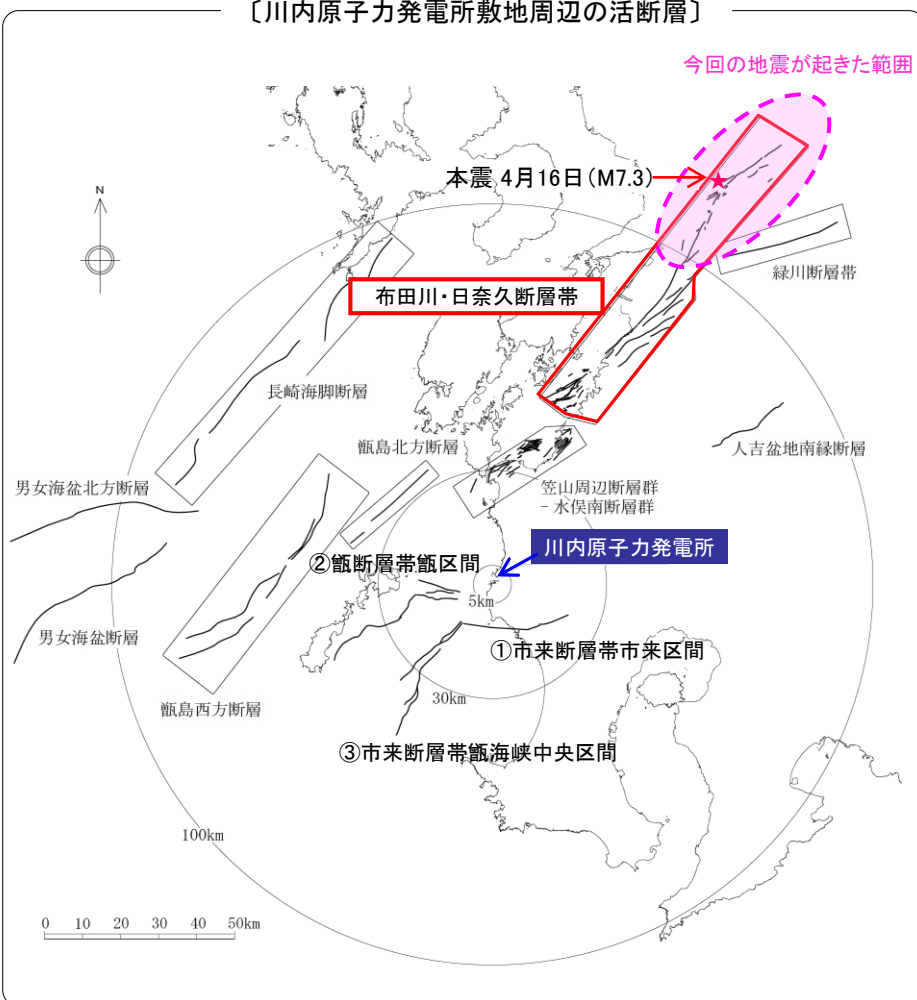 〔川内原子力発電所敷地周辺の活断層〕
今回の地震が起きた範囲
本震 4月16日(M7.3)
N
緑川断層帯
布田川・日奈久断層帯
長崎海脚断層
甑島北方断層
人吉盆地南縁断層
男女海盆北方断層
笠山周辺断層群
－水俣南断層群
川内原子力発電所
②甑断層帯甑区間
5km
男女海盆断層
①市来断層帯市来区間
30km
甑島西方断層
③市来断層帯甑海峡中央区間
100km
0 10 20 30 40 50km